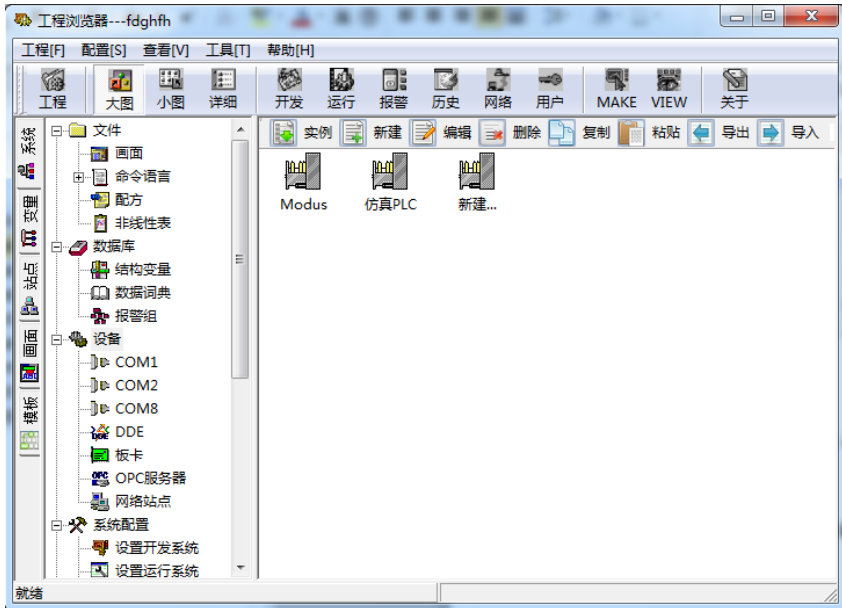 工程浏览器---fdghfh
工程[F] 配置[S] 查看[V] 工具[T] 帮助[H]
工程 大图 小图 详细 开发 运行 报警 历史 网络 用户 MAKE VIEW 关于
实例 新建 编辑 删除 复制 粘贴 导出 导入
系统
变量
站点
画面
模板
文件
画面
命令语言
配方
非线性表
数据库
结构变量
数据词典
报警组
设备
COM1
COM2
COM8
DDE
板卡
OPC服务器
网络站点
系统配置
设置开发系统
设置运行系统
Modus 仿真PLC 新建...
就绪